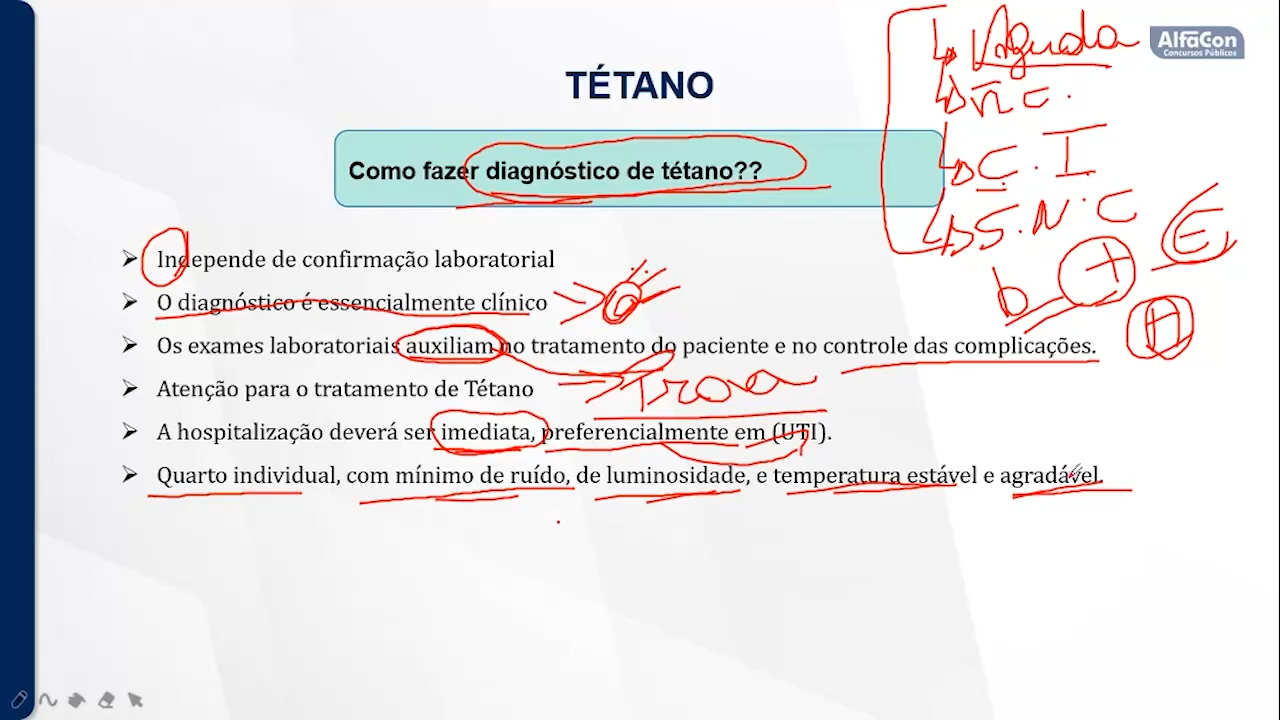 AlfaCon
Concursos Públicos
TÉTANO
Como fazer diagnóstico de tétano??
Independe de confirmação laboratorial
O diagnóstico é essencialmente clínico
Os exames laboratoriais auxiliam no tratamento do paciente e no controle das complicações.
Atenção para o tratamento de Tétano
A hospitalização deverá ser imediata, preferencialmente em (UTI).
Quarto individual, com mínimo de ruído, de luminosidade, e temperatura estável e agradável.
Aguda
ñ C.
C. I
S.N.C
b + E
Prova